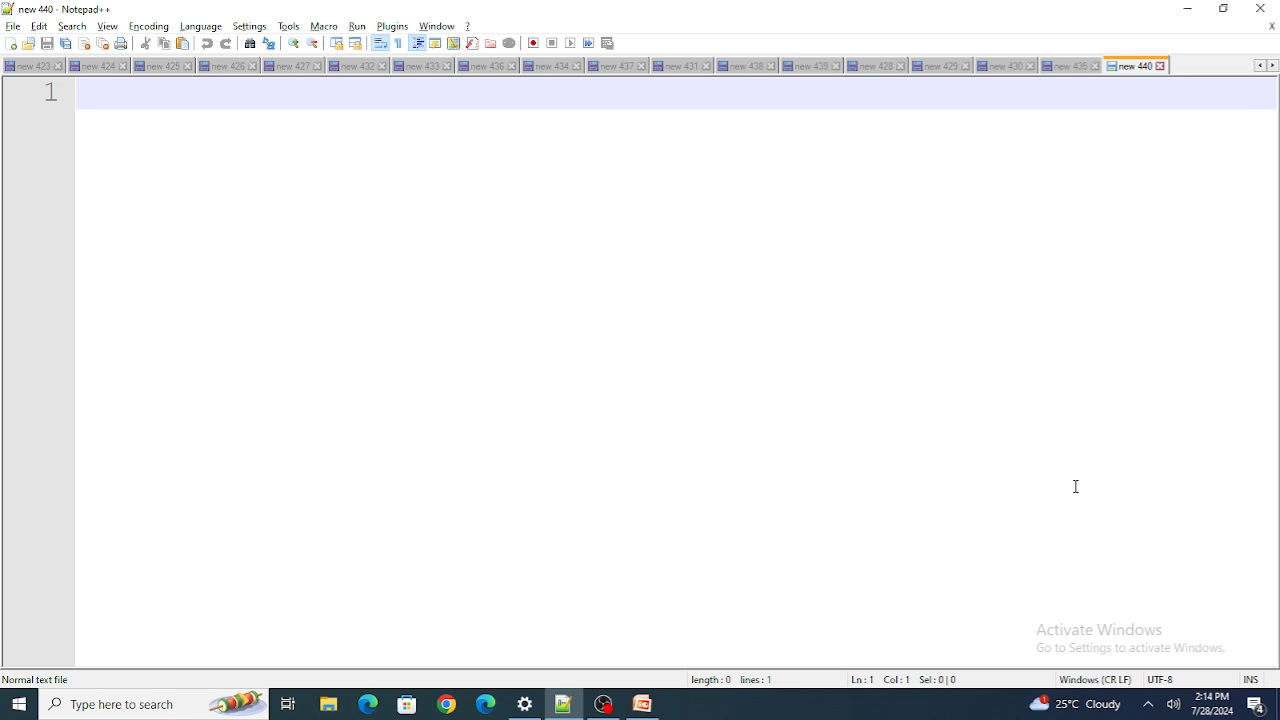 new 440 - Notepad++
File Edit Search View Encoding Language Settings Tools Macro Run Plugins Window ?
new 423 new 424 new 425 new 426 new 427 new 432 new 433 new 436 new 434 new 437 new 431 new 438 new 439 new 428 new 429 new 430 new 435 new 440
1
Activate Windows
Go to Settings to activate Windows.
Normal text file length : 0 lines : 1 Ln : 1 Col : 1 Sel : 0 | 0 Windows (CR LF) UTF-8 INS
Type here to search 25°C Cloudy 2:14 PM
7/28/2024 4